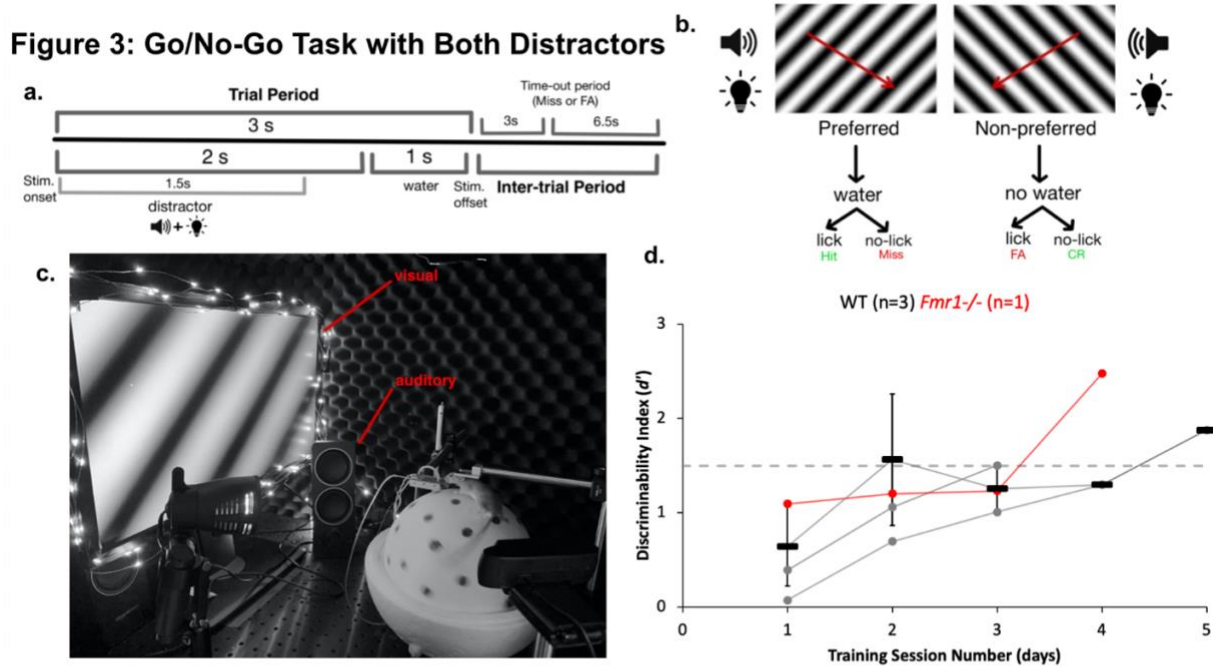 Figure 3: Go/No-Go Task with Both Distractors
a.
Trial Period
3 s
Time-out period
(Miss or FA)
3s
6.5s
2 s
1 s
Stim.
onset
1.5s
water
Stim.
offset
Inter-trial Period
distractor
+
b.
Preferred
Non-preferred
water
no water
lick
no-lick
lick
no-lick
Hit
Miss
FA
CR
c.
visual
auditory
d.
WT (n=3) Fmr1-/- (n=1)
Discriminability Index (d')
3
2
1
0
0
1
2
3
4
5
Training Session Number (days)